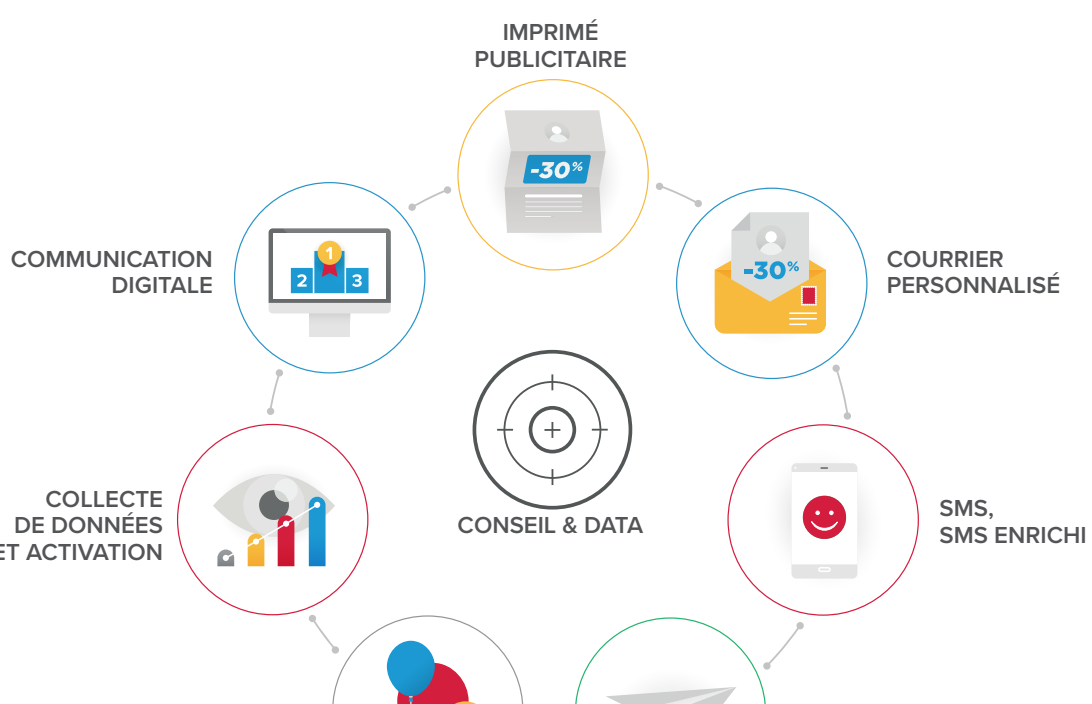 IMPRIMÉ
PUBLICITAIRE
-30%
COMMUNICATION
DIGITALE
1
2
3
-30%
COURRIER
PERSONNALISÉ
COLLECTE
DE DONNÉES
ET ACTIVATION
CONSEIL & DATA
SMS,
SMS ENRICHI